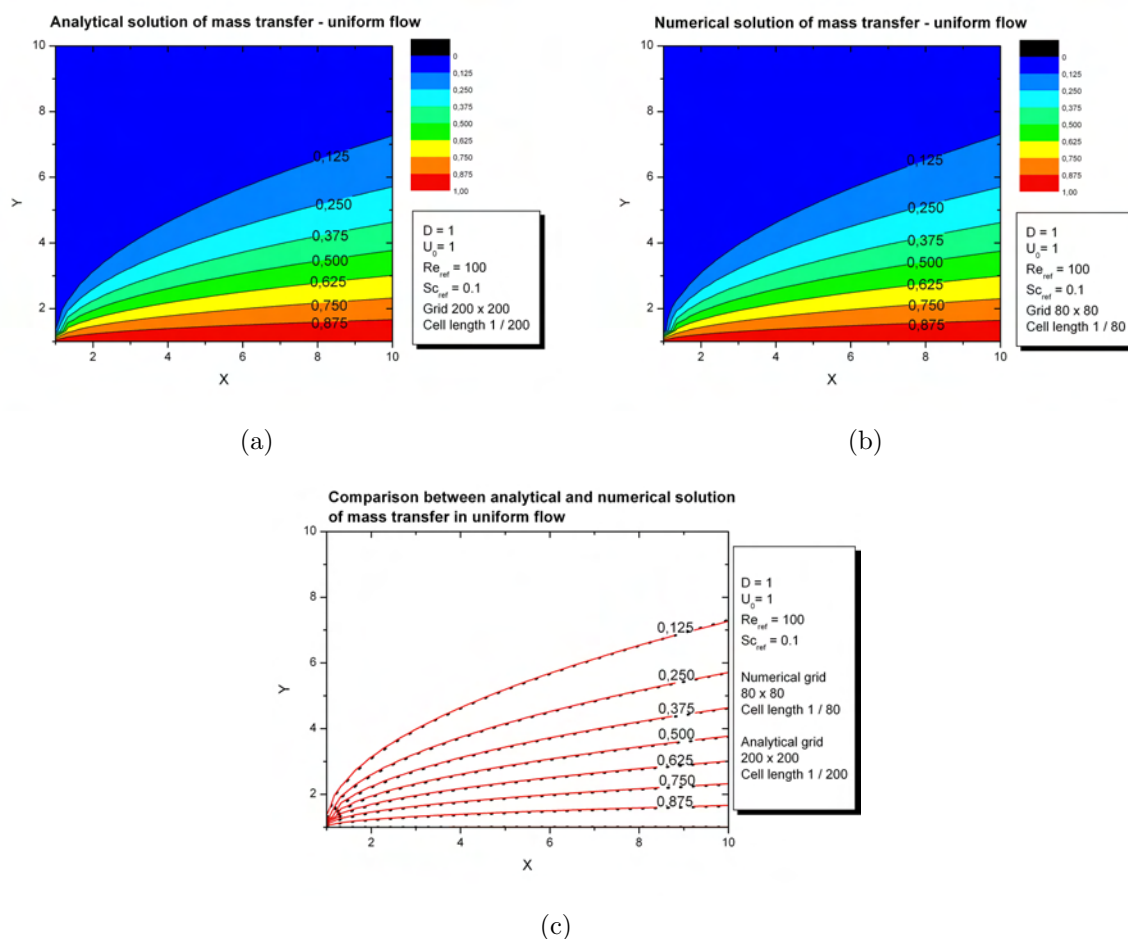 Analytical solution of mass transfer - uniform flow
10
8
6
4
2
Y
2
4
6
8
10
X
0,125
0,250
0,375
0,500
0,625
0,750
0,875
0
0,125
0,250
0,375
0,500
0,625
0,750
0,875
1,00
D = 1
U0= 1
Reref = 100
Scref = 0.1
Grid 200 x 200
Cell length 1 / 200
(a)
Numerical solution of mass transfer - uniform flow
10
8
6
4
2
Y
2
4
6
8
10
X
0,125
0,250
0,375
0,500
0,625
0,750
0,875
0
0,125
0,250
0,375
0,500
0,625
0,750
0,875
1,00
D = 1
U0= 1
Reref = 100
Scref = 0.1
Grid 80 x 80
Cell length 1 / 80
(b)
Comparison between analytical and numerical solution
of mass transfer in uniform flow
10
8
6
4
2
Y
2
4
6
8
10
X
0,125
0,250
0,375
0,500
0,625
0,750
0,875
D = 1
U0= 1
Reref = 100
Scref = 0.1
Numerical grid
80 x 80
Cell length 1 / 80
Analytical grid
200 x 200
Cell length 1 / 200
(c)